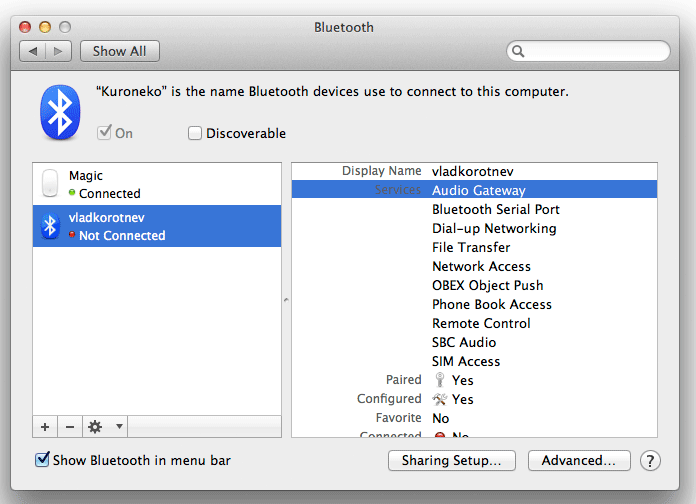 Bluetooth
Show All
“Kuroneko” is the name Bluetooth devices use to connect to this computer.
On
Discoverable
Magic
Connected
vladkorotnev
Not Connected
Display Name vladkorotnev
Services Audio Gateway
Bluetooth Serial Port
Dial-up Networking
File Transfer
Network Access
OBEX Object Push
Phone Book Access
Remote Control
SBC Audio
SIM Access
Paired Yes
Configured Yes
Favorite No
Connected No
Show Bluetooth in menu bar
Sharing Setup...
Advanced...
?